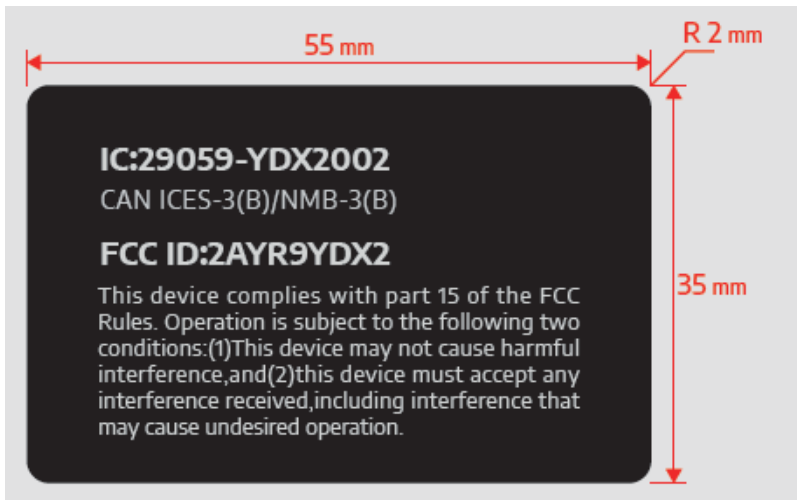 55 mm
R 2 mm
IC:29059-YDX2002
CAN ICES-3(B)/NMB-3(B)
FCC ID:2AYR9YDX2
This device complies with part 15 of the FCC
Rules. Operation is subject to the following two
conditions:(1)This device may not cause harmful
interference,and(2)this device must accept any
interference received,including interference that
may cause undesired operation.
35 mm